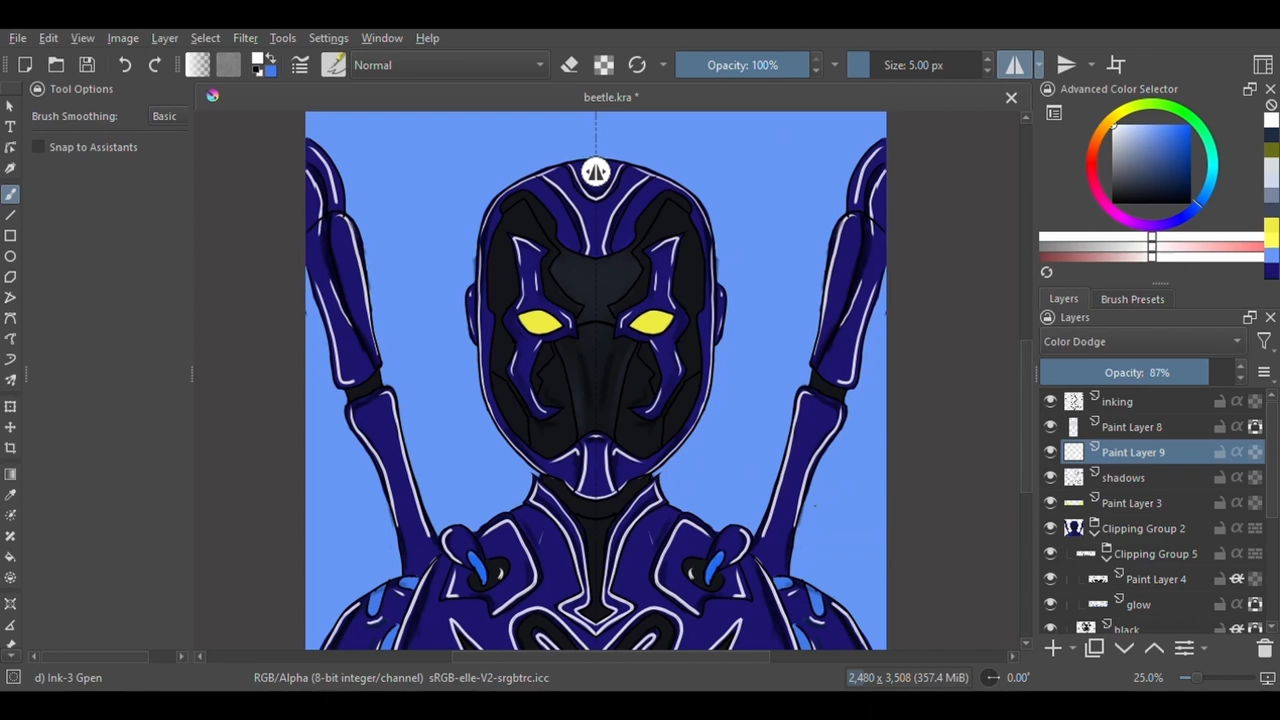 File Edit View Image Layer Select Filter Tools Settings Window Help
Normal Opacity: 100% Size: 5.00 px
Tool Options
Brush Smoothing: Basic
Snap to Assistants
beetle.kra *
Advanced Color Selector
Layers Brush Presets
Layers
Color Dodge
Opacity: 87%
inking
Paint Layer 8
Paint Layer 9
shadows
Paint Layer 3
Clipping Group 2
Clipping Group 5
Paint Layer 4
glow
black
d) Ink-3 Gpen RGB/Alpha (8-bit integer/channel) sRGB-elle-V2-srgbtrc.icc 2,480 x 3,508 (357.4 MiB) 0.00° 25.0%